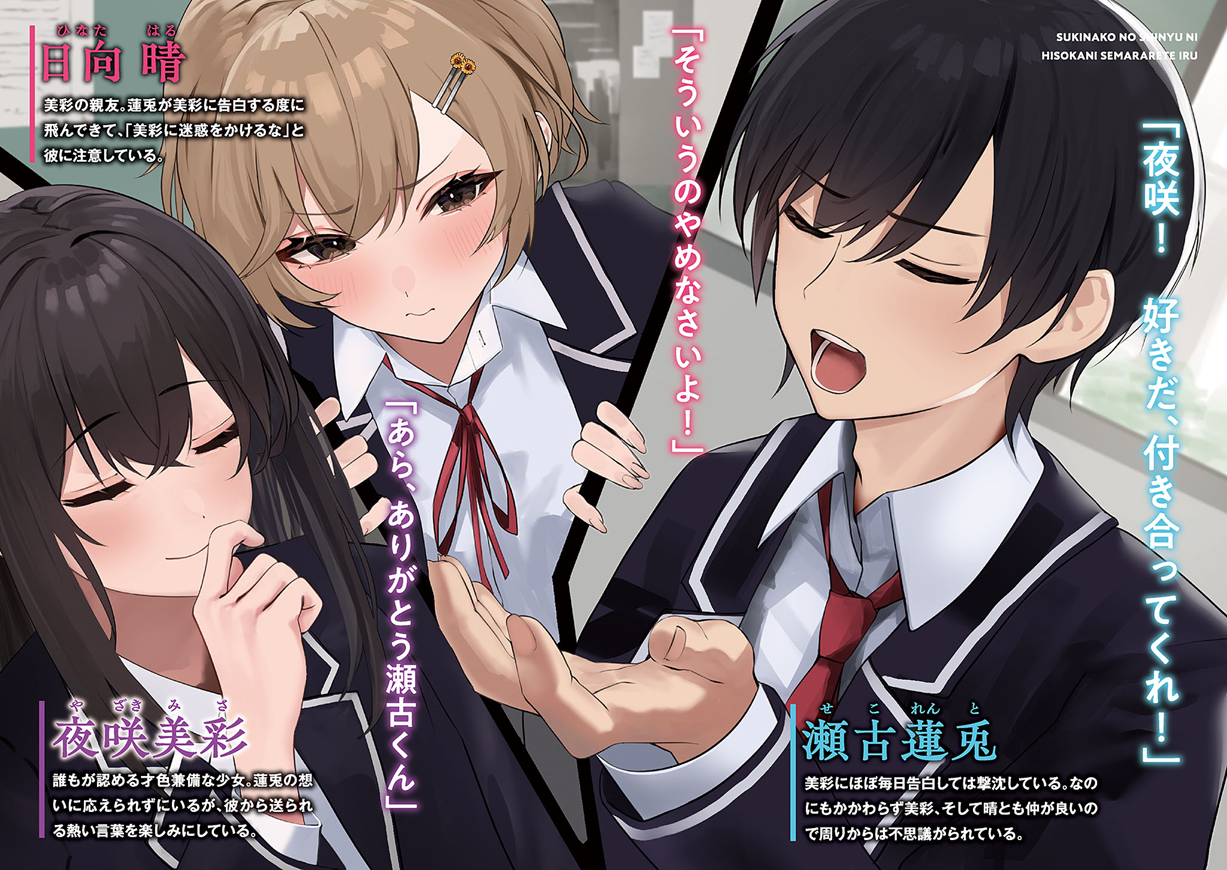 SUKINAKO NO SHINYU NI
HISOKANI SEMARARETE IRU
「夜咲！　好きだ、付き合ってくれ！」
「そういうのやめなさいよ！」
「あら、ありがとう瀬古くん」
ひなた　はる
日向 晴
美彩の親友。蓮兎が美彩に告白する度に
飛んできて、「美彩に迷惑をかけるな」と
彼に注意している。
やざきみさ
夜咲美彩
誰もが認める才色兼備な少女。蓮兎の想
いに応えられずにいるが、彼から送られ
る熱い言葉を楽しみにしている。
せこれんと
瀬古蓮兎
美彩にほぼ毎日告白しては撃沈している。なの
にもかかわらず美彩、そして晴とも仲が良いの
で周りからは不思議がられている。